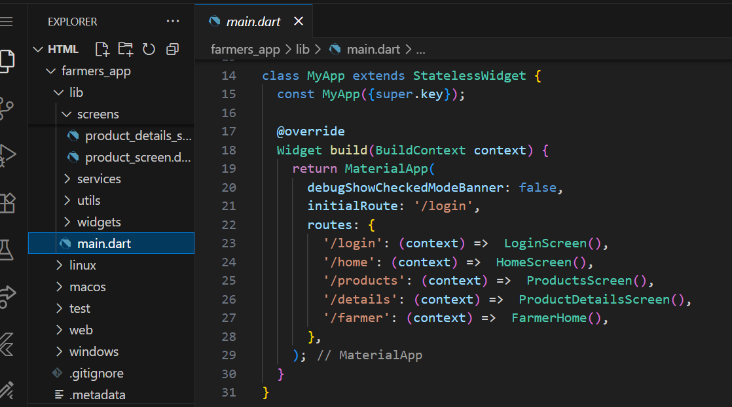 EXPLORER
HTML
farmers_app
lib
screens
product_details_s...
product_screen.d...
services
utils
widgets
main.dart
linux
macos
test
web
windows
.gitignore
.metadata
main.dart
farmers_app > lib > main.dart > ...
14 class MyApp extends StatelessWidget {
15   const MyApp({super.key});
16
17   @override
18   Widget build(BuildContext context) {
19     return MaterialApp(
20       debugShowCheckedModeBanner: false,
21       initialRoute: '/login',
22       routes: {
23         '/login': (context) =>  LoginScreen(),
24         '/home': (context) =>  HomeScreen(),
25         '/products': (context) =>  ProductsScreen(),
26         '/details': (context) =>  ProductDetailsScreen(),
27         '/farmer': (context) =>  FarmerHome(),
28       },
29     ); // MaterialApp
30   }
31 }